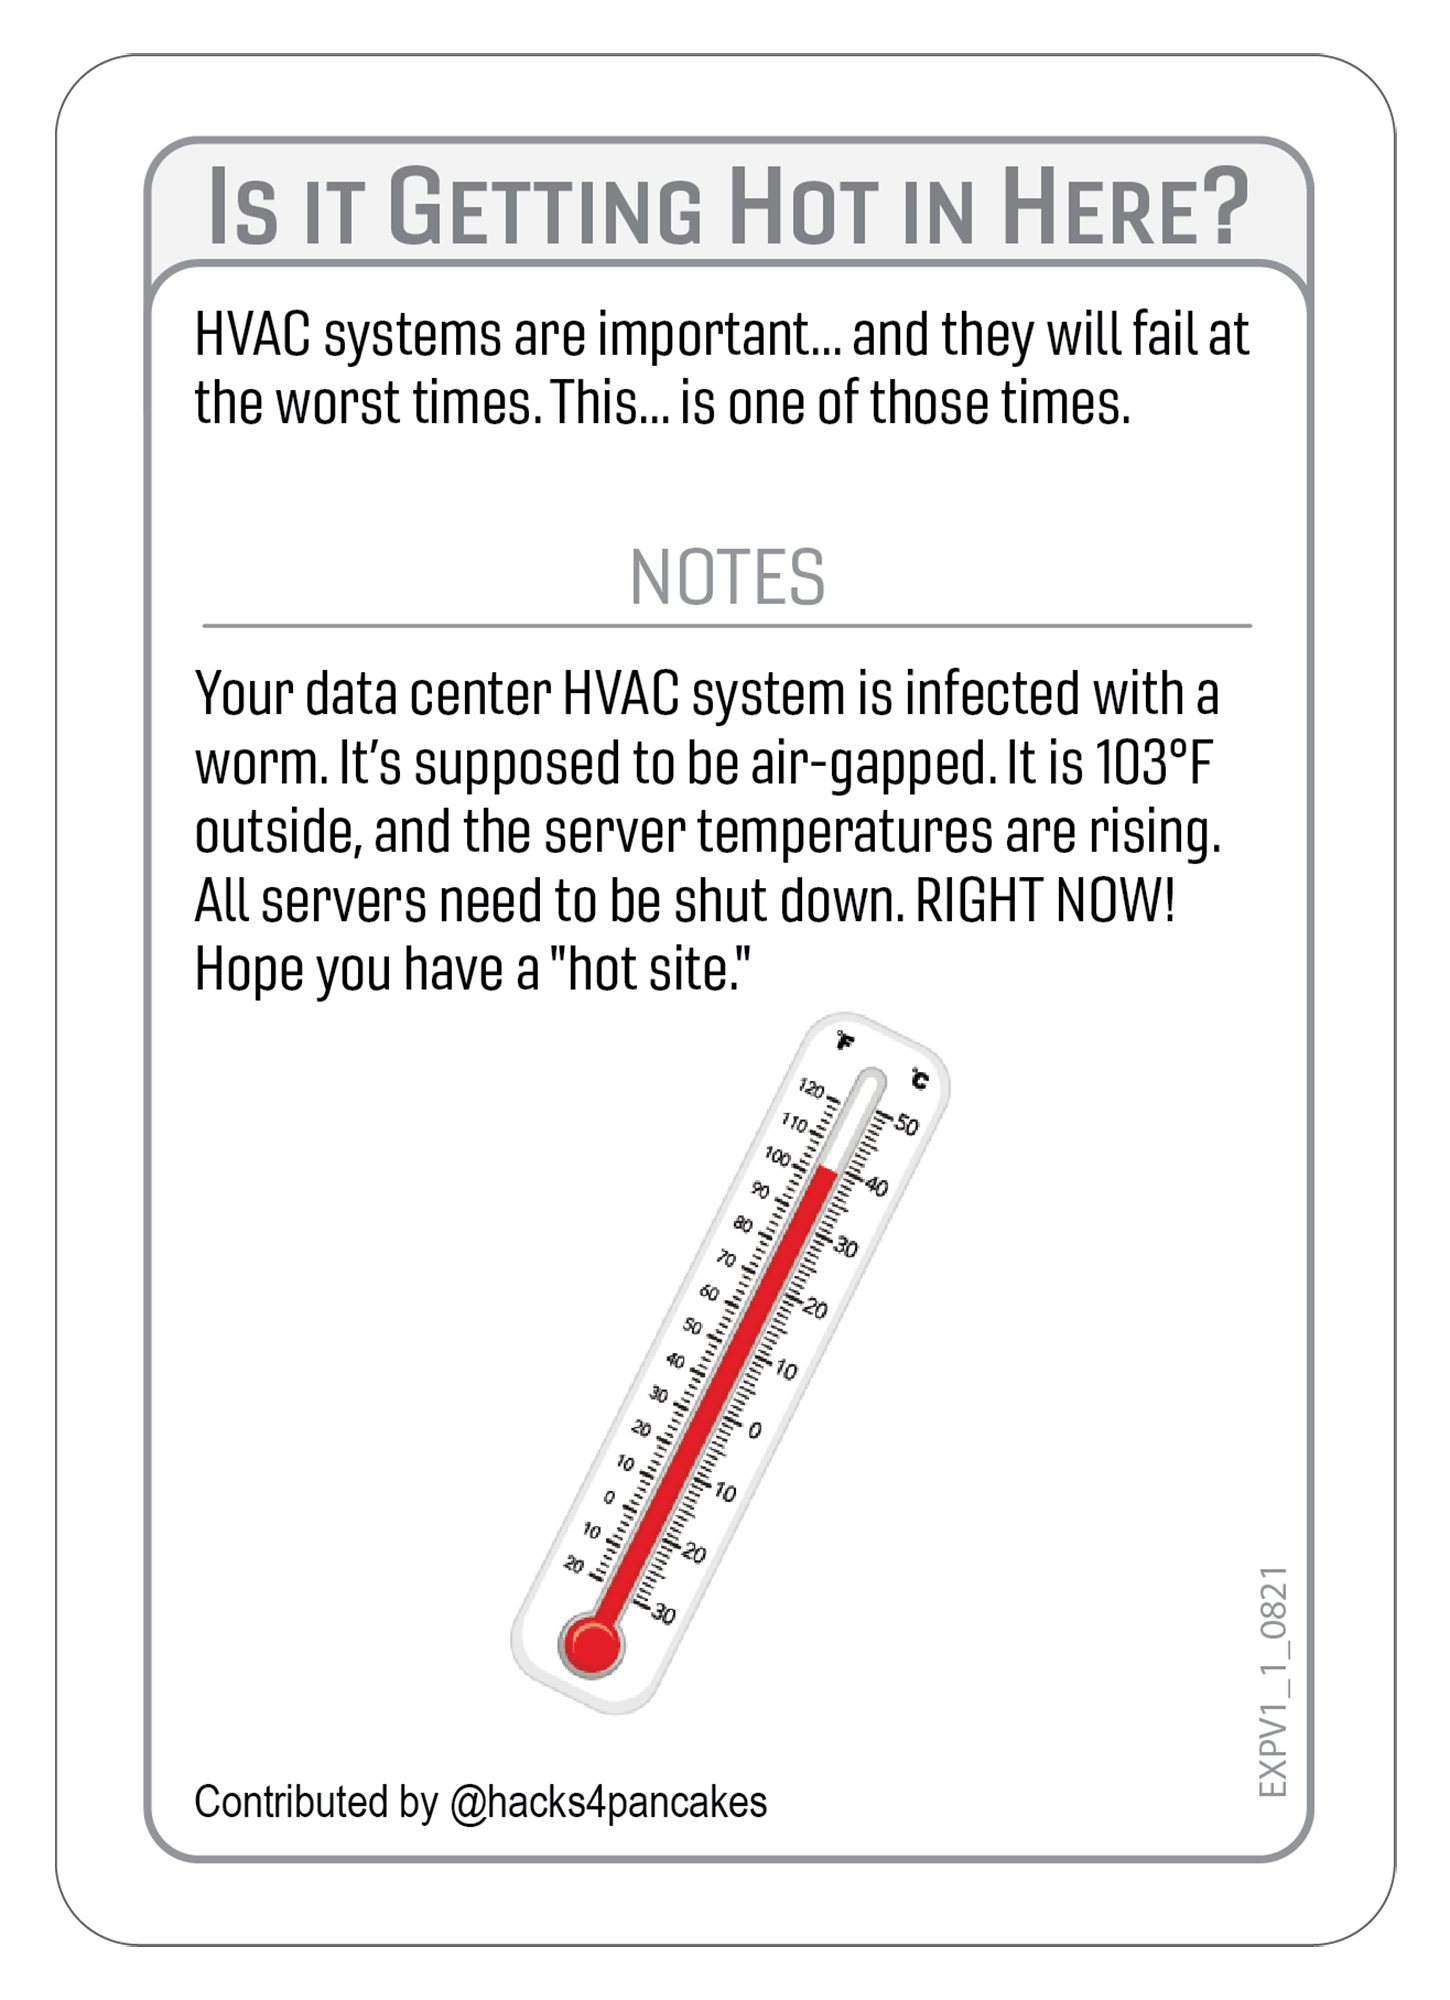 IS IT GETTING HOT IN HERE?
HVAC systems are important... and they will fail at
the worst times. This... is one of those times.
NOTES
Your data center HVAC system is infected with a
worm. It’s supposed to be air-gapped. It is 103°F
outside, and the server temperatures are rising.
All servers need to be shut down. RIGHT NOW!
Hope you have a "hot site."
°F
°C
120
110
100
90
80
70
60
50
40
30
20
10
0
10
20
50
40
30
20
10
0
10
20
30
EXPV1_1_0821
Contributed by @hacks4pancakes